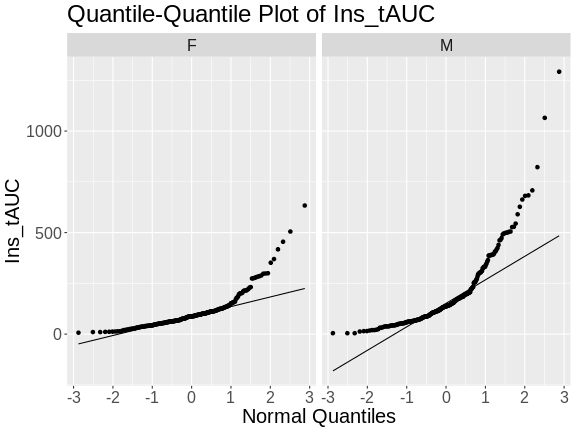 Quantile-Quantile Plot of Ins_tAUC
F M
1000
500
0
Ins_tAUC
-3 -2 -1 0 1 2 3 -3 -2 -1 0 1 2 3
Normal Quantiles